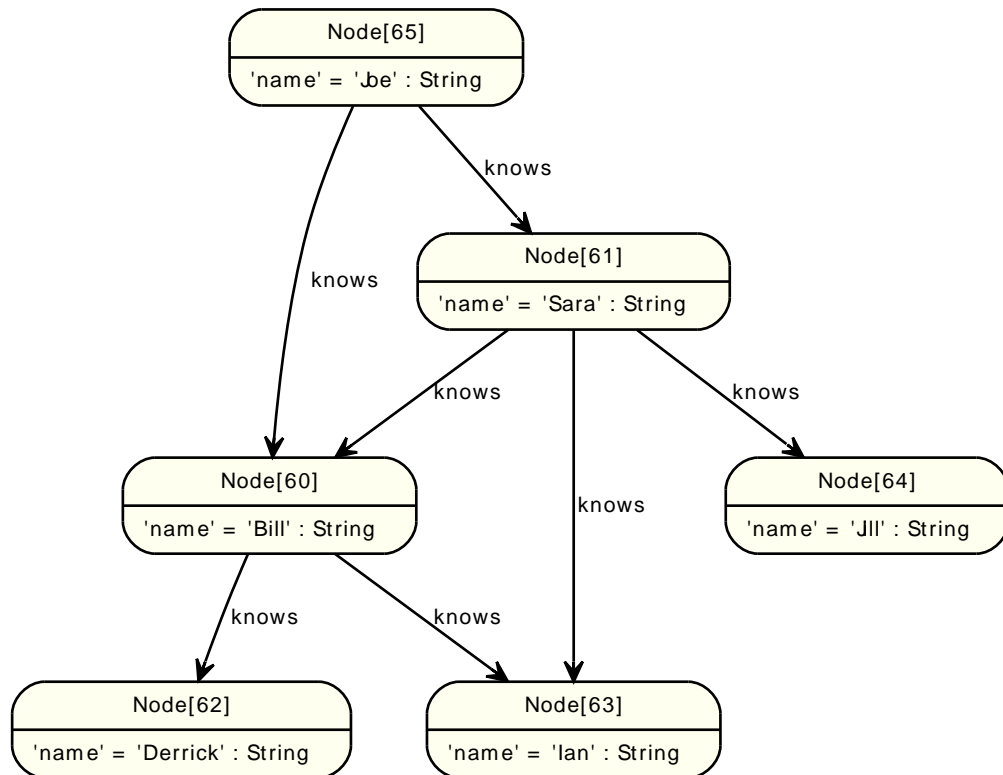 Node[65]
'name' = 'Joe' : String
knows
Node[61]
knows
'name' = 'Sara' : String
knows
knows
Node[60]
Node[64]
knows
'name' = 'Bill' : String
'name' = 'Jill' : String
knows
knows
Node[62]
Node[63]
'name' = 'Derrick' : String
'name' = 'Ian' : String